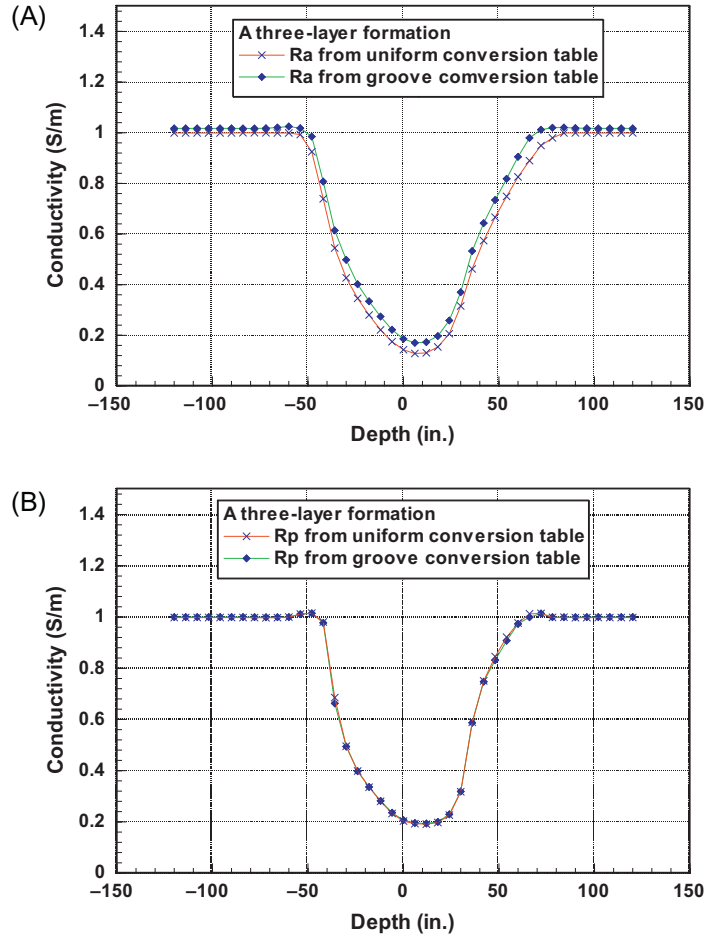 (A)
A three-layer formation
Ra from uniform conversion table
Ra from groove comversion table
Conductivity (S/m)
1.4
1.2
1
0.8
0.6
0.4
0.2
0
–150 –100 –50 0 50 100 150
Depth (in.)
(B)
A three-layer formation
Rp from uniform conversion table
Rp from groove conversion table
Conductivity (S/m)
1.4
1.2
1
0.8
0.6
0.4
0.2
0
–150 –100 –50 0 50 100 150
Depth (in.)